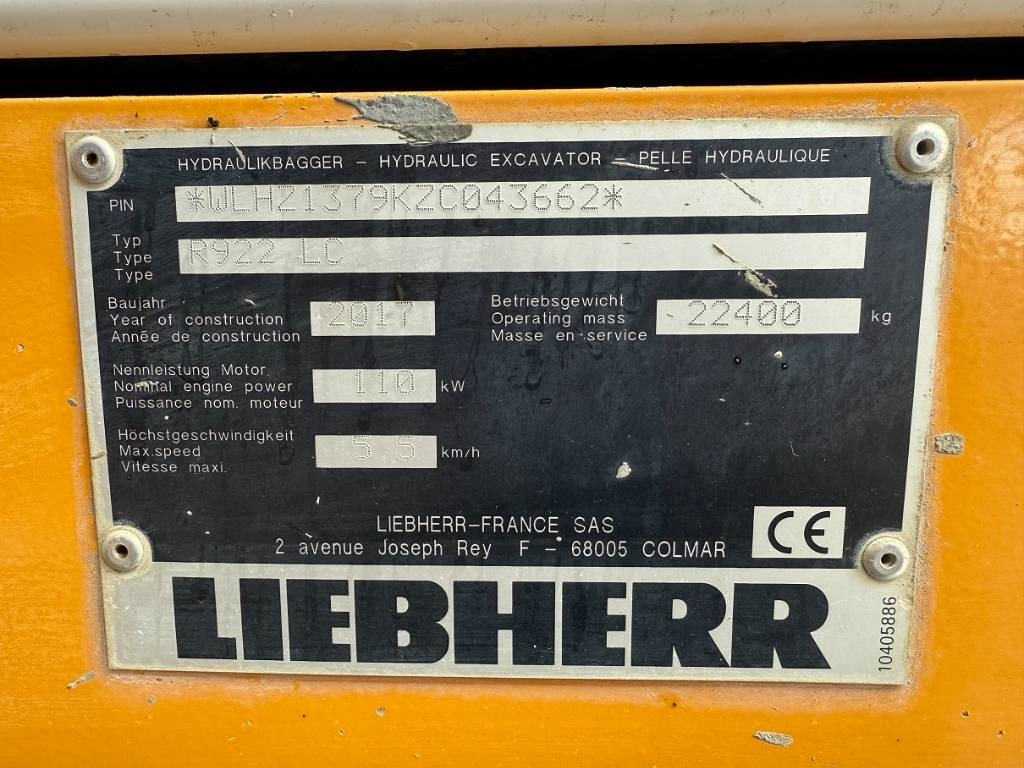 HYDRAULIKBAGGER – HYDRAULIC EXCAVATOR – PELLE HYDRAULIQUE
PIN *WLHZ1379KZC043662*
Typ
Type R922 LC
Type
Baujahr
Year of construction 2017
Année de construction
Betriebsgewicht
Operating mass 22400 kg
Masse en service
Nennleistung Motor
Nominal engine power 110 kW
Puissance nom. moteur
Höchstgeschwindigkeit
Max.speed 5.5 km/h
Vitesse maxi.
LIEBHERR–FRANCE SAS
2 avenue Joseph Rey F – 68005 COLMAR
CE
LIEBHERR
10405886